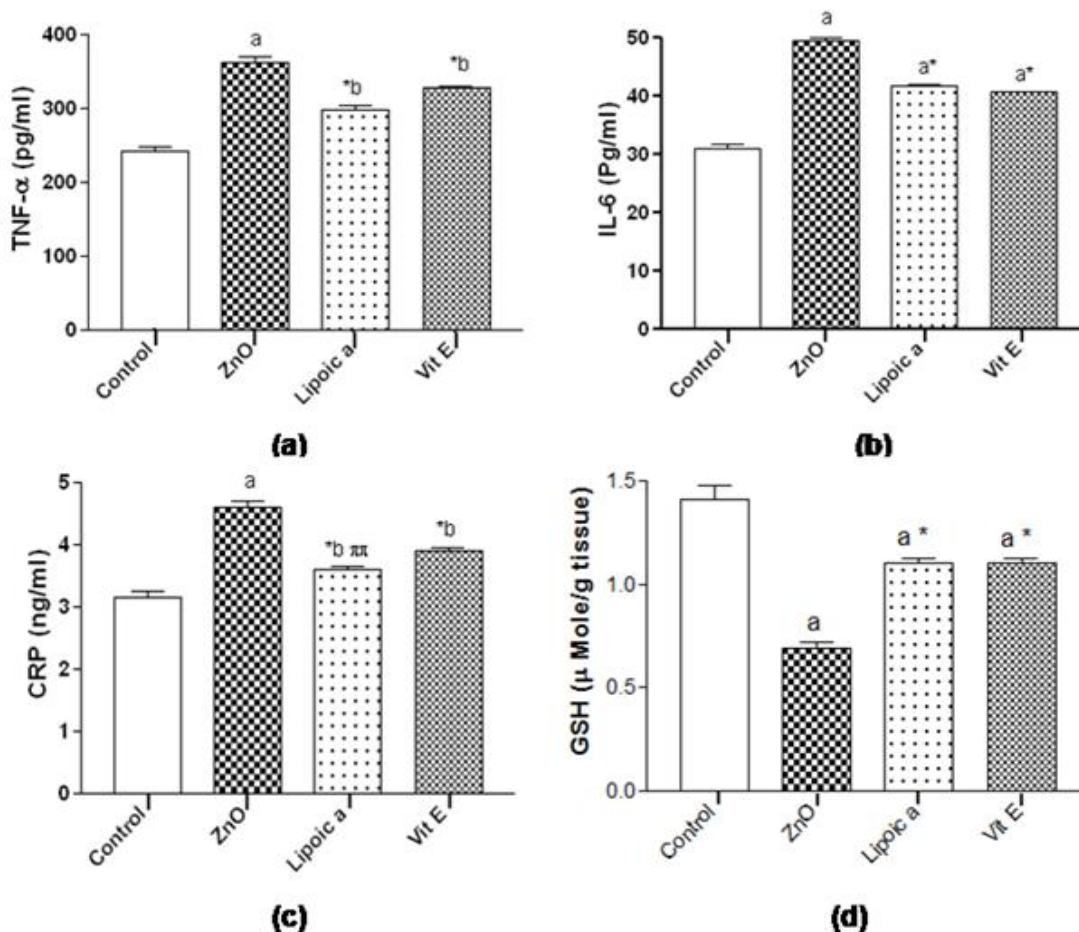 TNF-α (pg/ml)
400
300
200
100
0
a
*b
*b
Control
ZnO
Lipoic a
Vit E
(a)
IL-6 (Pg/ml)
50
40
30
20
10
0
a
a*
a*
Control
ZnO
Lipoic a
Vit E
(b)
CRP (ng/ml)
5
4
3
2
1
0
a
*b ππ
*b
Control
ZnO
Lipoic a
Vit E
(c)
GSH (µ Mole/g tissue)
1.5
1.0
0.5
0.0
a
a *
a *
Control
ZnO
Lipoic a
Vit E
(d)